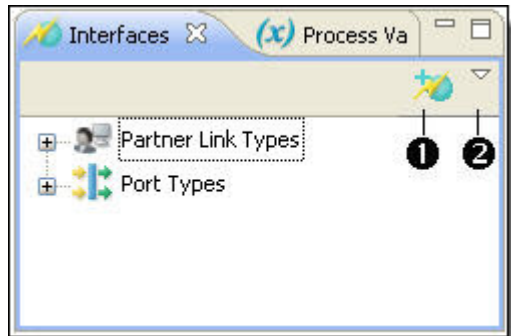 Interfaces (x) Process Va
1 2
Partner Link Types
Port Types